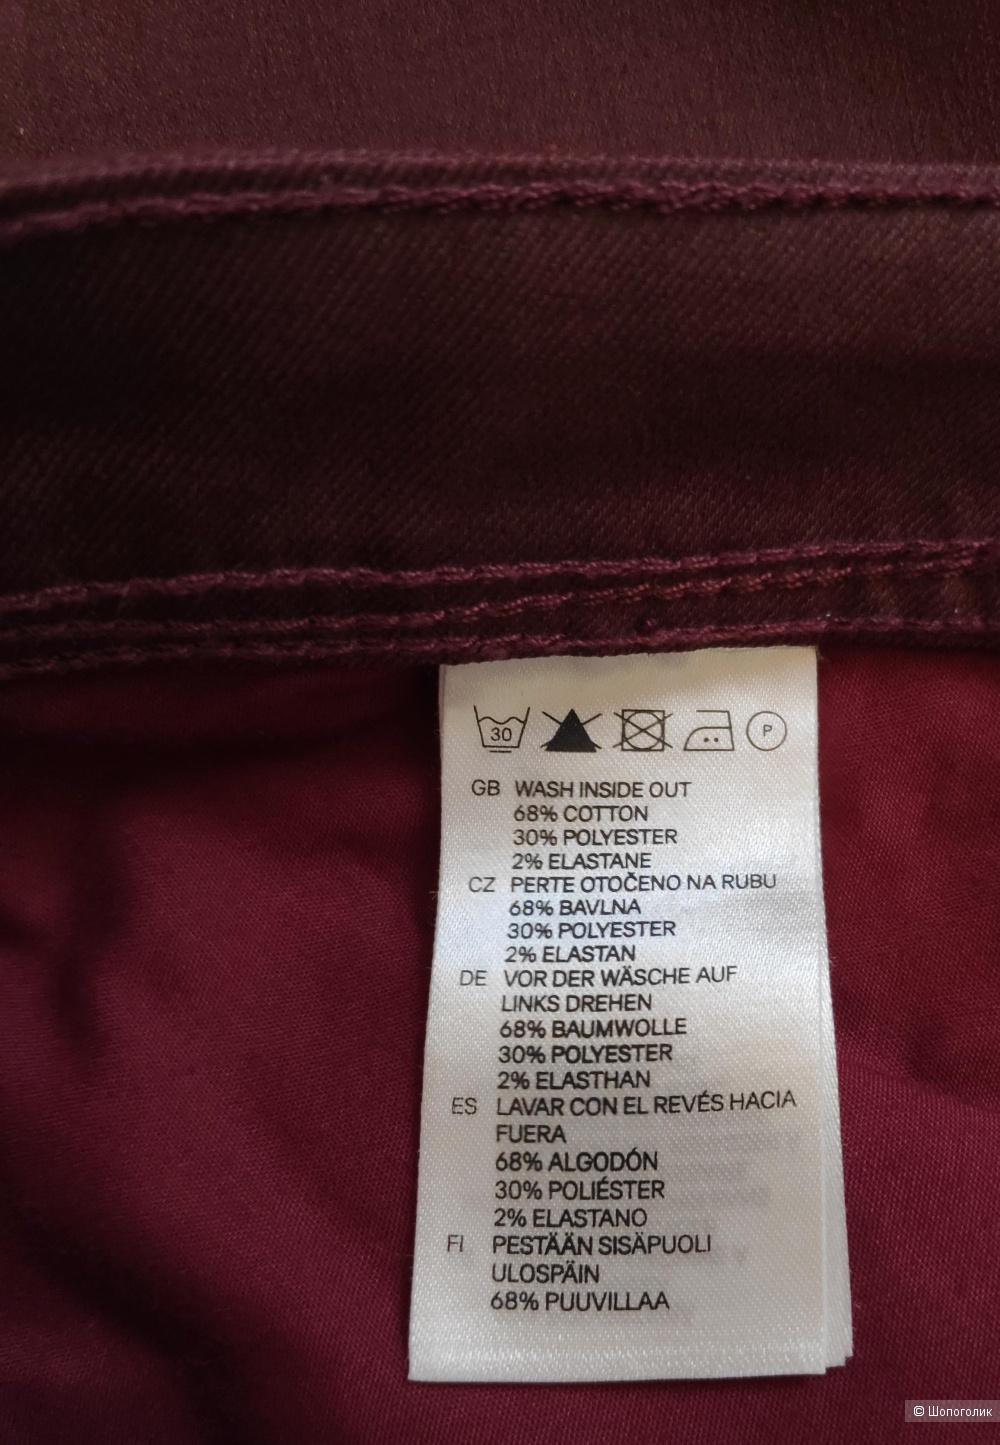 30 P
GB WASH INSIDE OUT
68% COTTON
30% POLYESTER
2% ELASTANE
CZ PERTE OTOČENO NA RUBU
68% BAVLNA
30% POLYESTER
2% ELASTAN
DE VOR DER WÄSCHE AUF
LINKS DREHEN
68% BAUMWOLLE
30% POLYESTER
2% ELASTHAN
ES LAVAR CON EL REVÉS HACIA
FUERA
68% ALGODÓN
30% POLIÉSTER
2% ELASTANO
FI PESTÄÄN SISÄPUOLI
ULOSPÄIN
68% PUUVILLAA
© Шопоголик